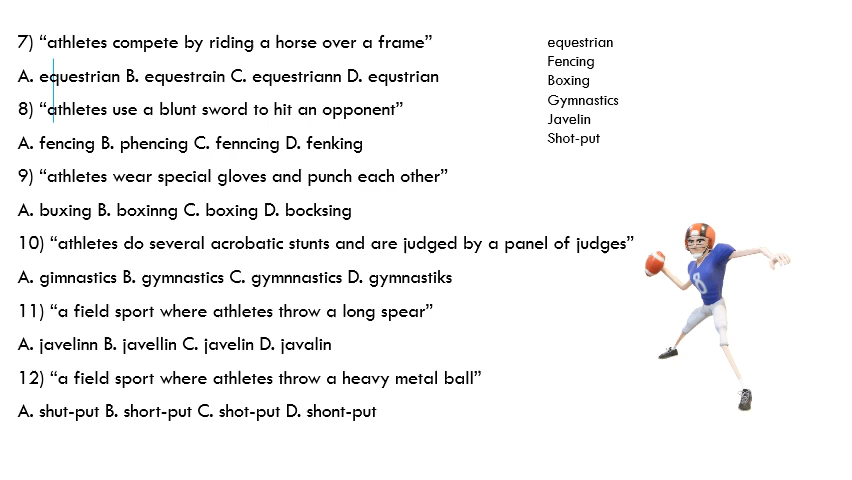 7) “athletes compete by riding a horse over a frame”
A. equestrian B. equestrain C. equestriann D. equstrian
8) “athletes use a blunt sword to hit an opponent”
A. fencing B. phencing C. fenncing D. fenking
9) “athletes wear special gloves and punch each other”
A. buxing B. boxinng C. boxing D. bocksing
10) “athletes do several acrobatic stunts and are judged by a panel of judges”
A. gimnastics B. gymnastics C. gymnnastics D. gymnastiks
11) “a field sport where athletes throw a long spear”
A. javelinn B. javellin C. javelin D. javalin
12) “a field sport where athletes throw a heavy metal ball”
A. shut-put B. short-put C. shot-put D. shont-put
equestrian
Fencing
Boxing
Gymnastics
Javelin
Shot-put
8